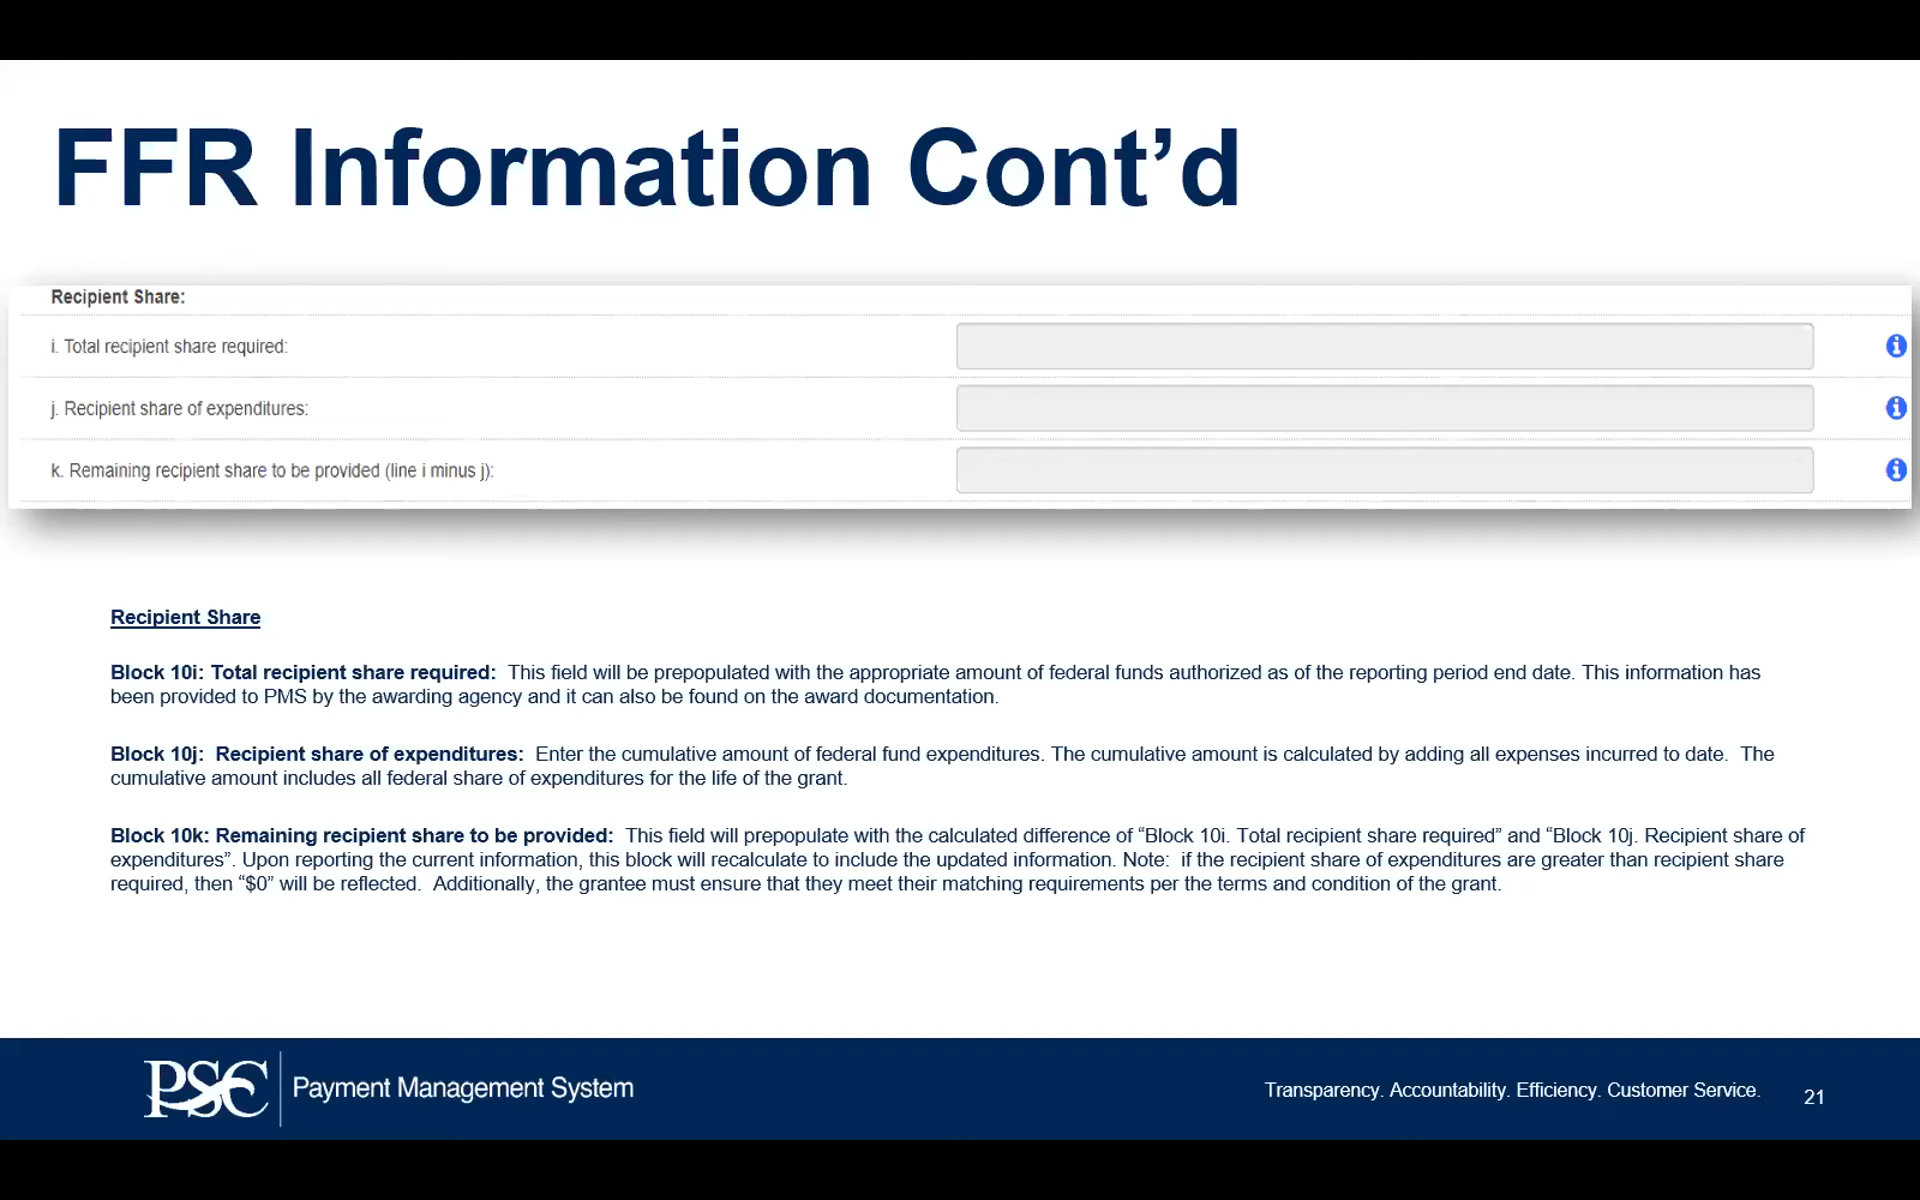 FFR Information Cont’d
Recipient Share:
i. Total recipient share required:
j. Recipient share of expenditures:
k. Remaining recipient share to be provided (line i minus j):
Recipient Share
Block 10i: Total recipient share required: This field will be prepopulated with the appropriate amount of federal funds authorized as of the reporting period end date. This information has
been provided to PMS by the awarding agency and it can also be found on the award documentation.
Block 10j: Recipient share of expenditures: Enter the cumulative amount of federal fund expenditures. The cumulative amount is calculated by adding all expenses incurred to date. The
cumulative amount includes all federal share of expenditures for the life of the grant.
Block 10k: Remaining recipient share to be provided: This field will prepopulate with the calculated difference of “Block 10i. Total recipient share required” and “Block 10j. Recipient share of
expenditures”. Upon reporting the current information, this block will recalculate to include the updated information. Note: if the recipient share of expenditures are greater than recipient share
required, then “$0” will be reflected. Additionally, the grantee must ensure that they meet their matching requirements per the terms and condition of the grant.
PSC Payment Management System
Transparency. Accountability. Efficiency. Customer Service.
21